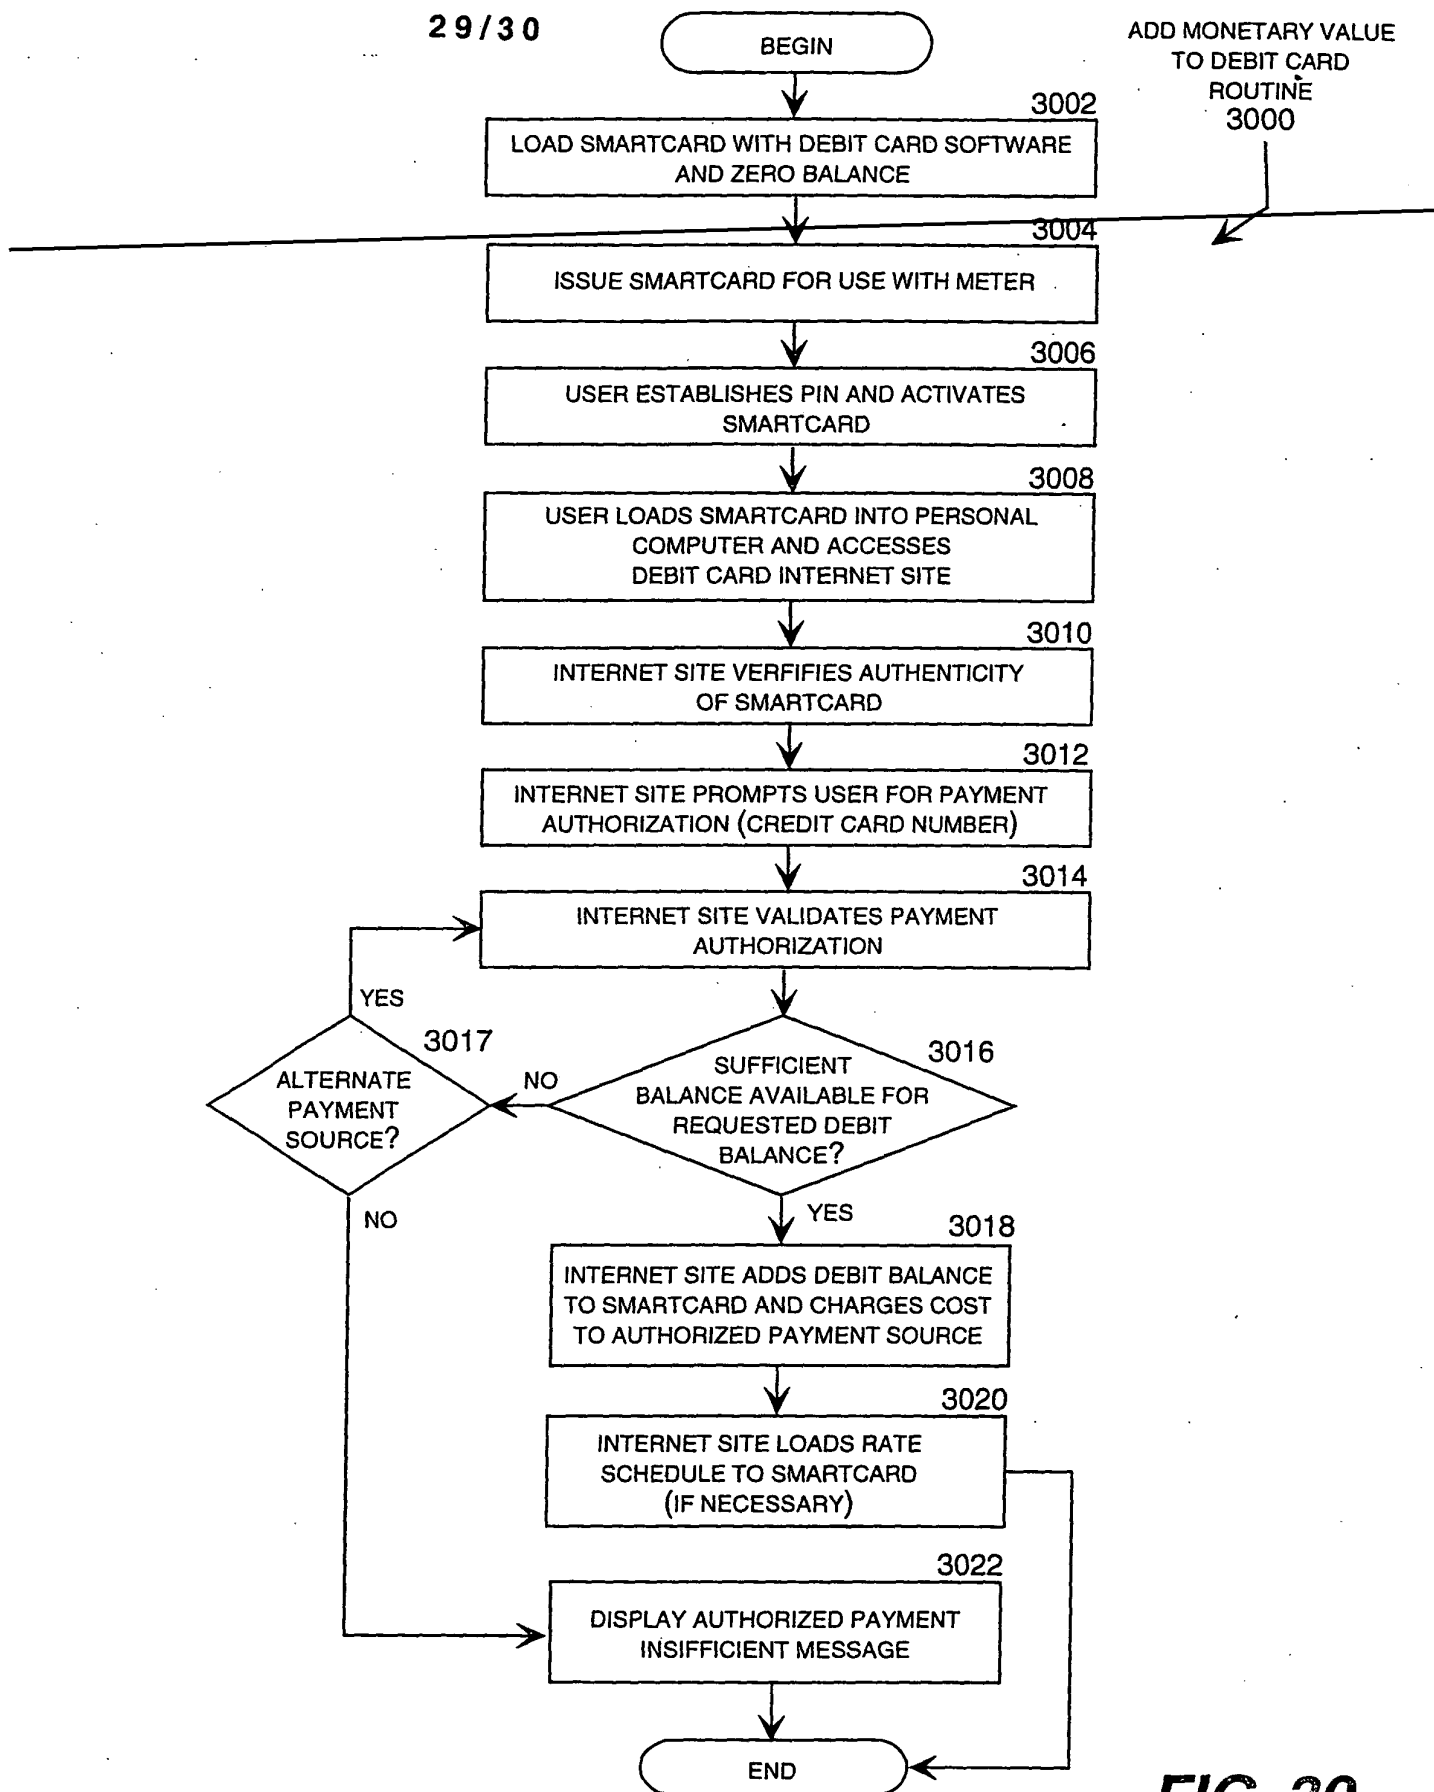 29/30
BEGIN
ADD MONETARY VALUE
TO DEBIT CARD
ROUTINE
3000
3002
LOAD SMARTCARD WITH DEBIT CARD SOFTWARE
AND ZERO BALANCE
3004
ISSUE SMARTCARD FOR USE WITH METER
3006
USER ESTABLISHES PIN AND ACTIVATES
SMARTCARD
3008
USER LOADS SMARTCARD INTO PERSONAL
COMPUTER AND ACCESSES
DEBIT CARD INTERNET SITE
3010
INTERNET SITE VERFIFIES AUTHENTICITY
OF SMARTCARD
3012
INTERNET SITE PROMPTS USER FOR PAYMENT
AUTHORIZATION (CREDIT CARD NUMBER)
3014
INTERNET SITE VALIDATES PAYMENT
AUTHORIZATION
YES
3017
ALTERNATE
PAYMENT
SOURCE?
NO
3016
SUFFICIENT
BALANCE AVAILABLE FOR
REQUESTED DEBIT
BALANCE?
NO
YES
3018
INTERNET SITE ADDS DEBIT BALANCE
TO SMARTCARD AND CHARGES COST
TO AUTHORIZED PAYMENT SOURCE
3020
INTERNET SITE LOADS RATE
SCHEDULE TO SMARTCARD
(IF NECESSARY)
3022
DISPLAY AUTHORIZED PAYMENT
INSIFFICIENT MESSAGE
END
FIG.